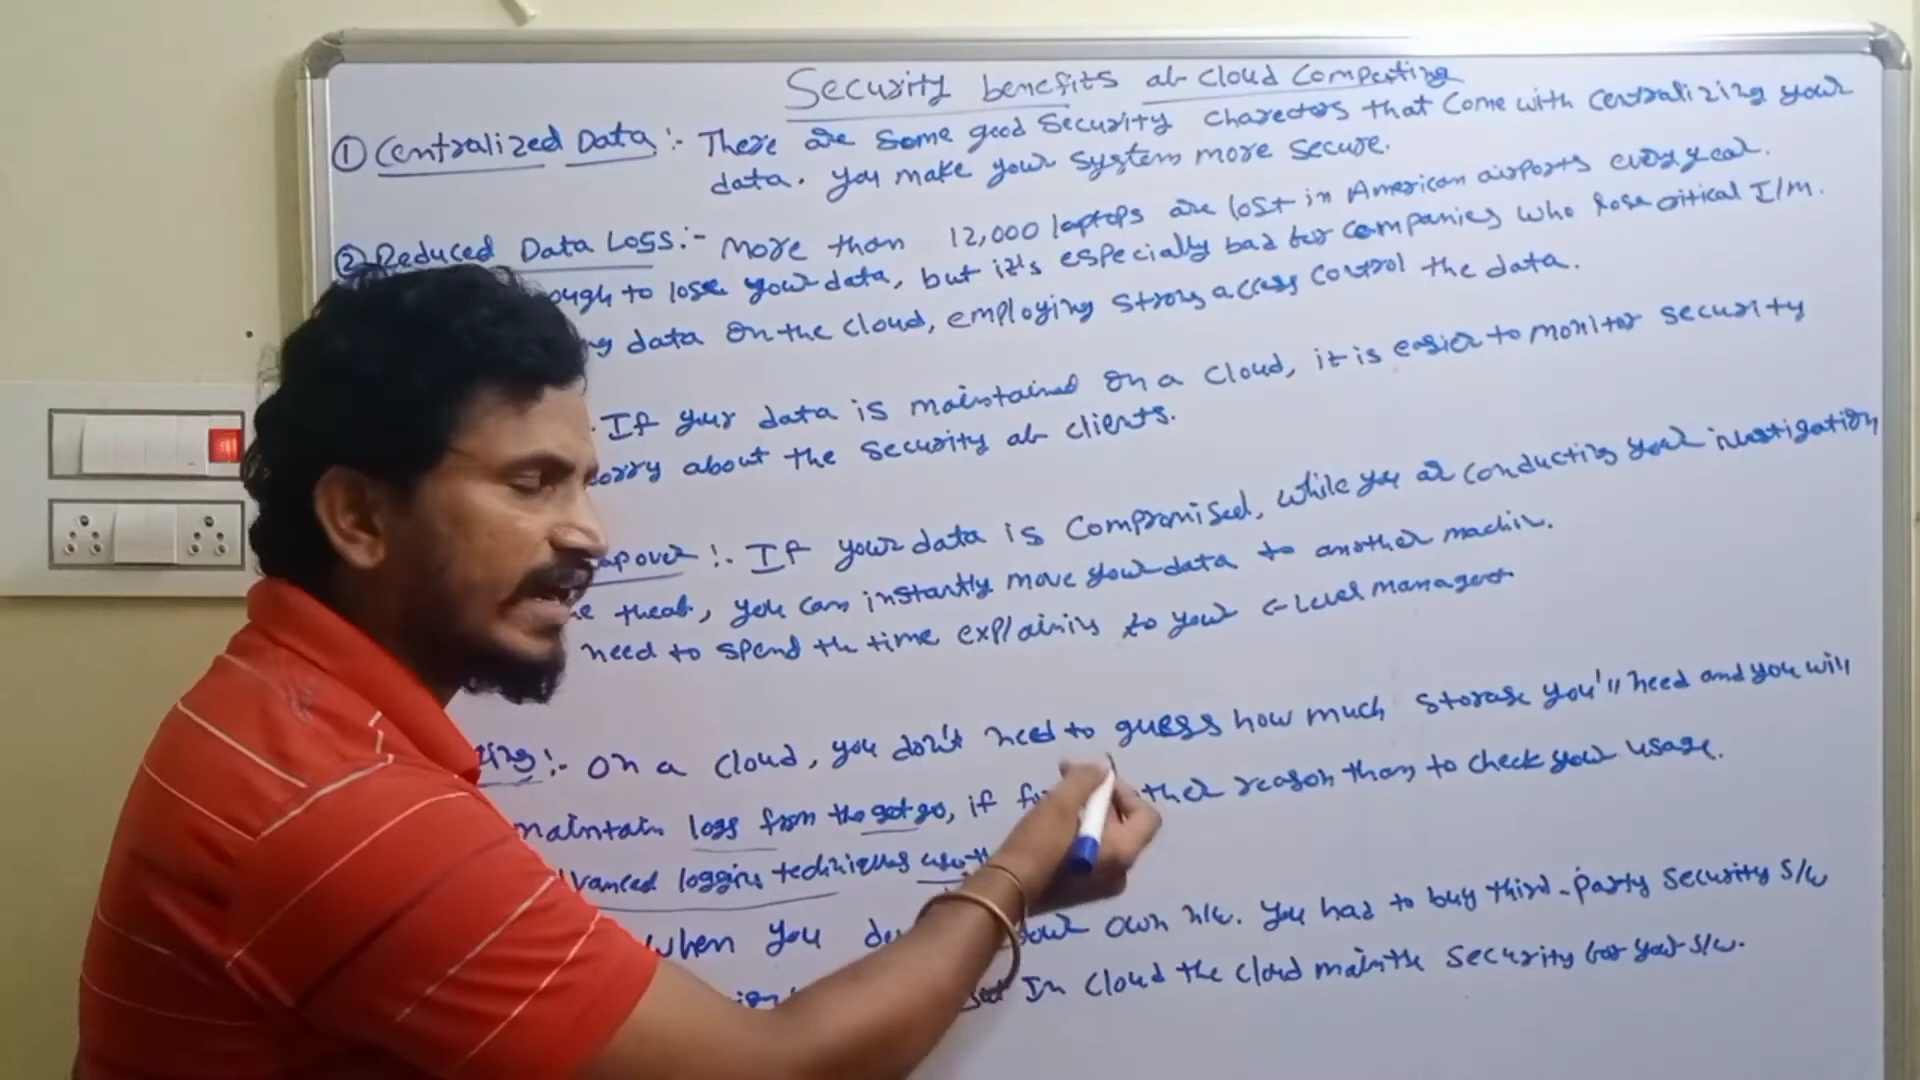 Security benefits of Cloud Computing
① Centralized Data :- There are some good security charectors that come with centralizing your
data. you make your system more secure.
② Reduced Data Loss:- more than 12,000 laptops are lost in American airports every year.
ough to lose your data, but it's especially bad for companies who lose critical I/M.
data on the cloud, employing strong access control the data.
. If your data is maintained on a cloud, it is easier to monitor security
orry about the security of clients.
apover :. If your data is compromised, while you are conducting your investigation
you can instantly move your data to another machine.
need to spend the time explaining to your c-level management
ing :- on a cloud, you don't need to guess how much storage you'll need and you will
maintain logs from the get go, if other reason than to check your usage.
vanced logging techniques
when you your own h/w. you had to buy third-party security s/w
In cloud the cloud security for your s/w.